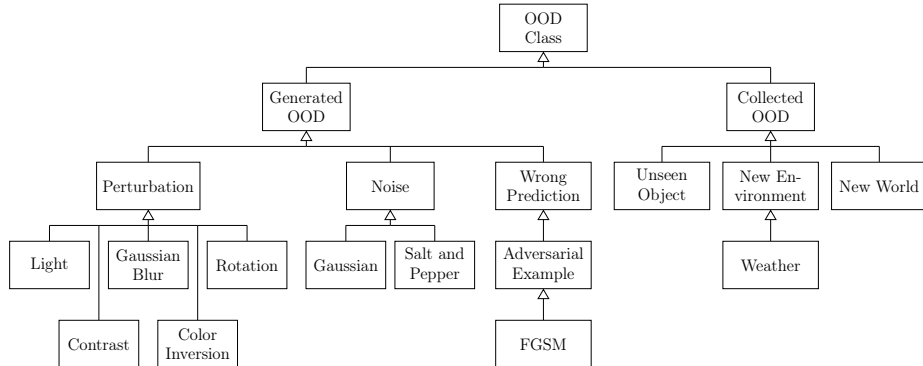 OOD
Class
Generated
OOD
Collected
OOD
Perturbation
Noise
Wrong
Prediction
Unseen
Object
New En-
vironment
New World
Light
Gaussian
Blur
Rotation
Gaussian
Salt and
Pepper
Adversarial
Example
Weather
Contrast
Color
Inversion
FGSM